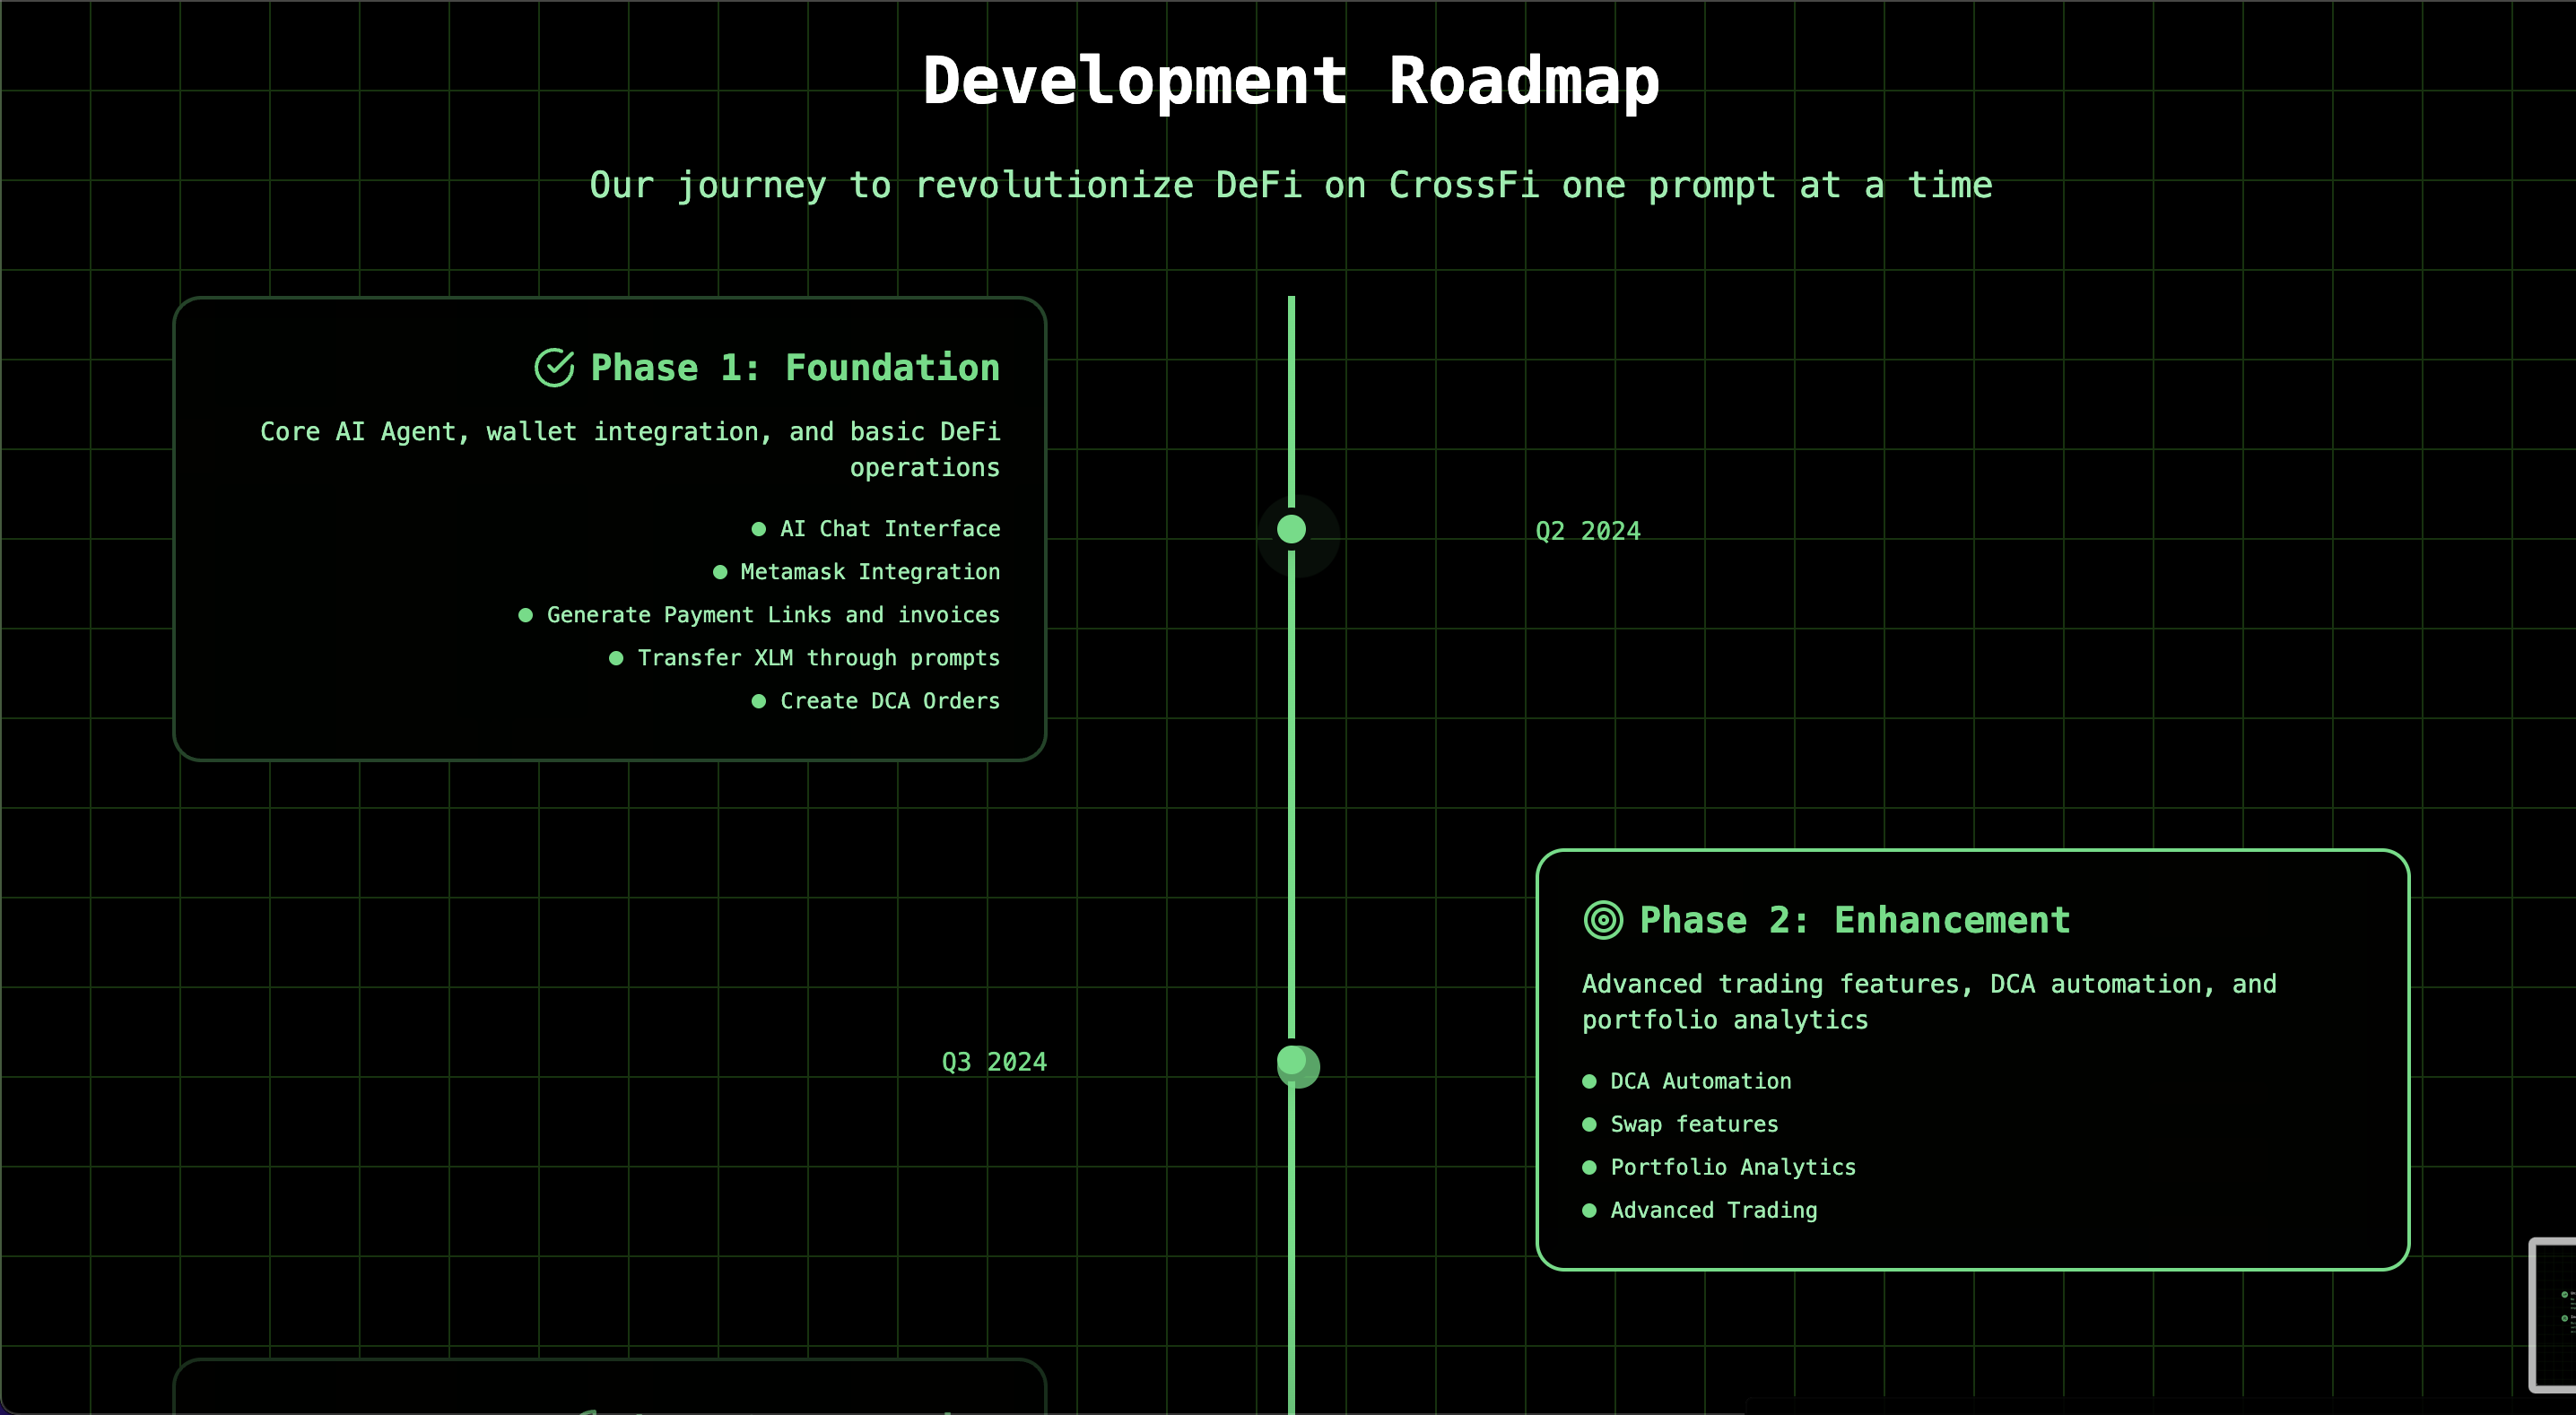 Development Roadmap
Our journey to revolutionize DeFi on CrossFi one prompt at a time
Phase 1: Foundation
Core AI Agent, wallet integration, and basic DeFi
operations
AI Chat Interface
Metamask Integration
Generate Payment Links and invoices
Transfer XLM through prompts
Create DCA Orders
Q2 2024
Phase 2: Enhancement
Advanced trading features, DCA automation, and
portfolio analytics
DCA Automation
Swap features
Portfolio Analytics
Advanced Trading
Q3 2024